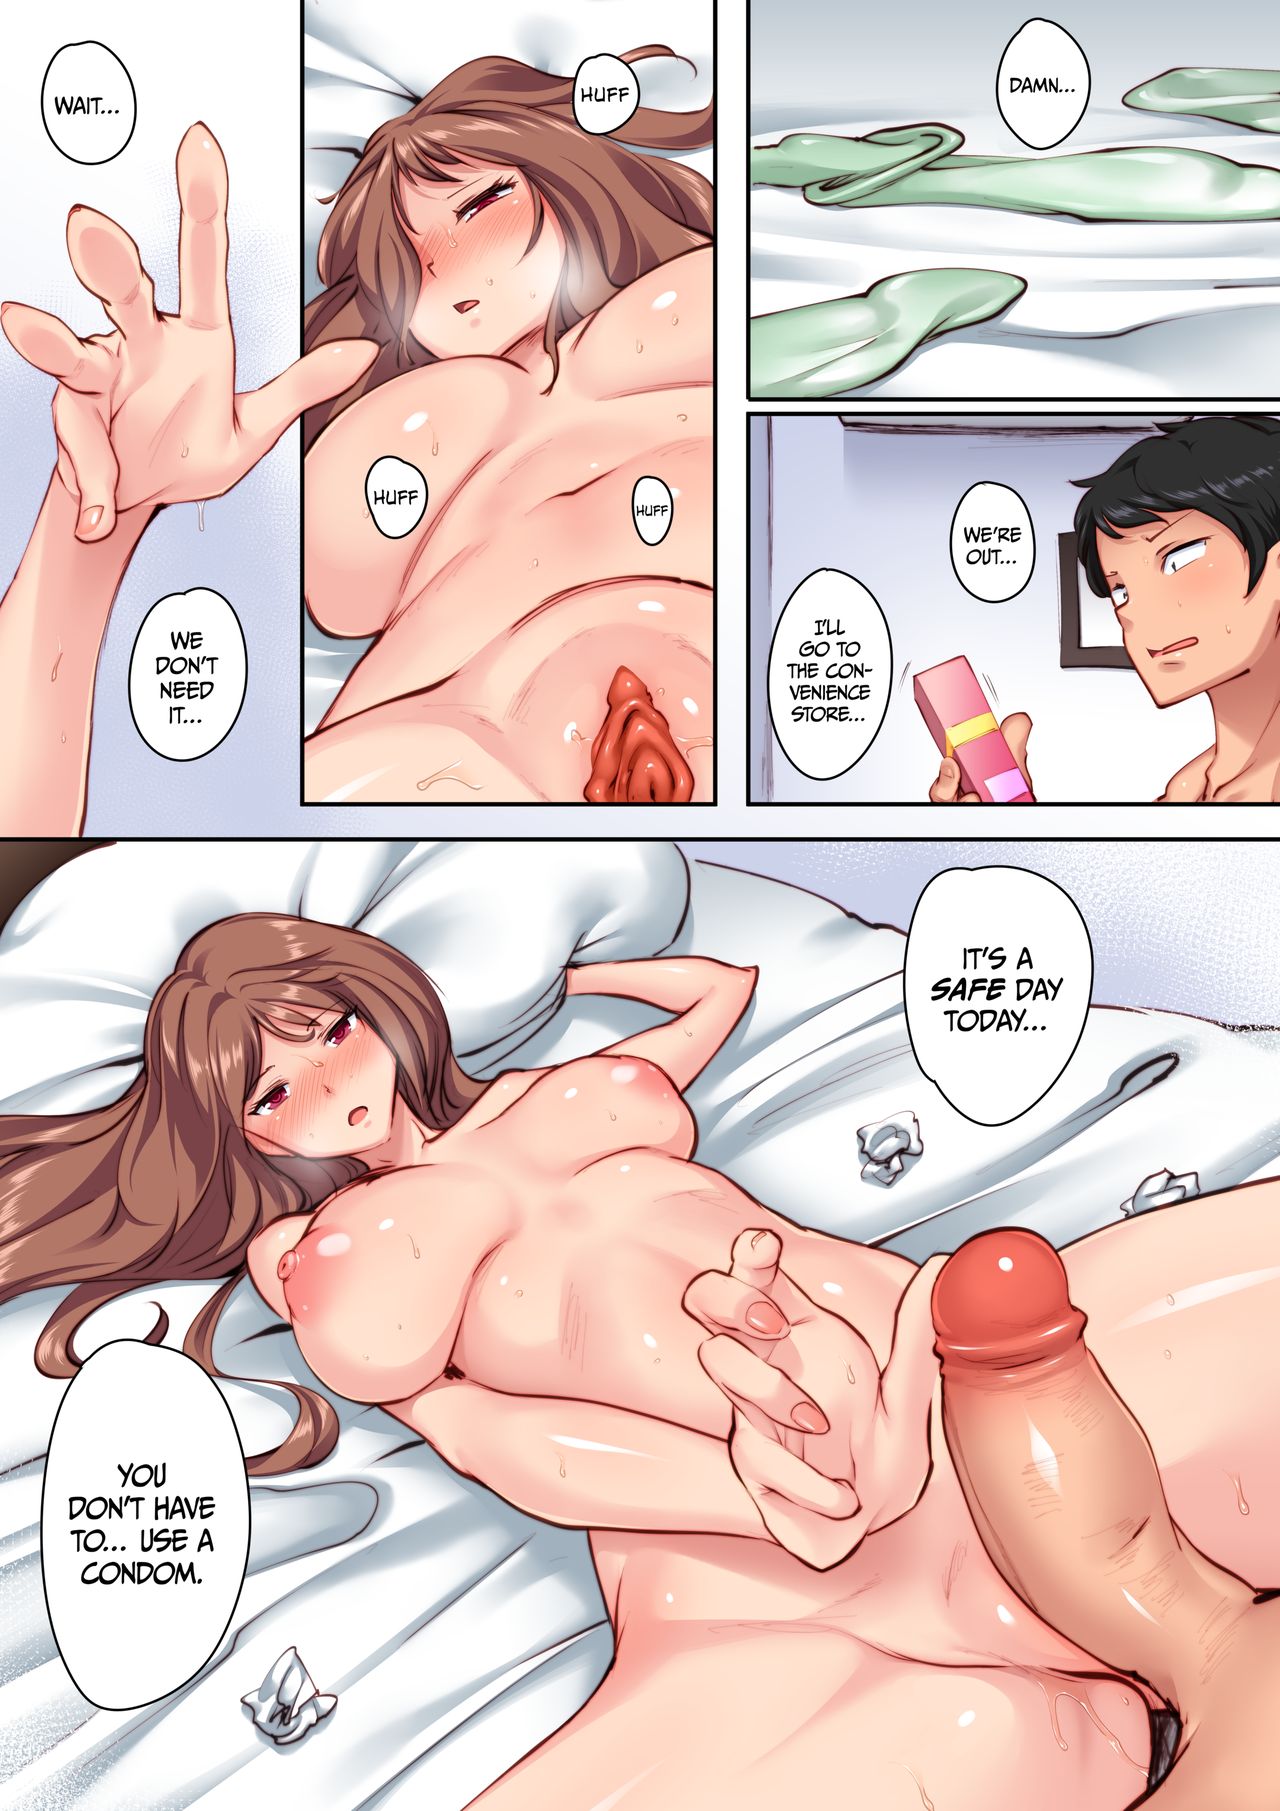 DAMN...
WE'RE
OUT...
I'LL
GO TO
THE CON-
VENIENCE
STORE...
HUFF
HUFF
HUFF
WAIT...
WE
DON'T
NEED
IT...
IT'S A
SAFE DAY
TODAY...
YOU
DON'T HAVE
TO... USE A
CONDOM.